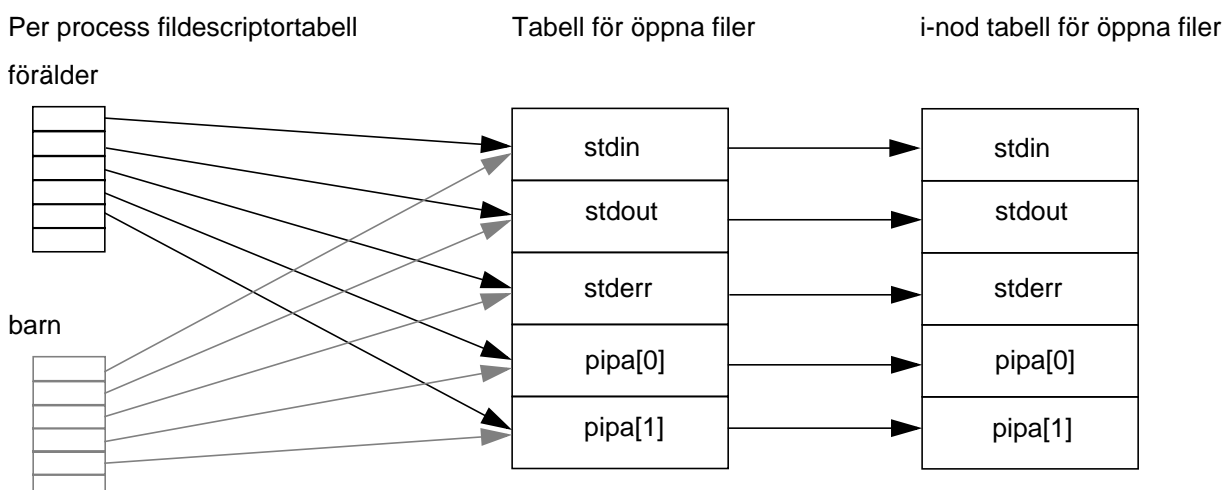 Per process fildescriptortabell
Tabell för öppna filer
i-nod tabell för öppna filer
förälder
stdin
stdin
stdout
stdout
stderr
stderr
barn
pipa[0]
pipa[0]
pipa[1]
pipa[1]